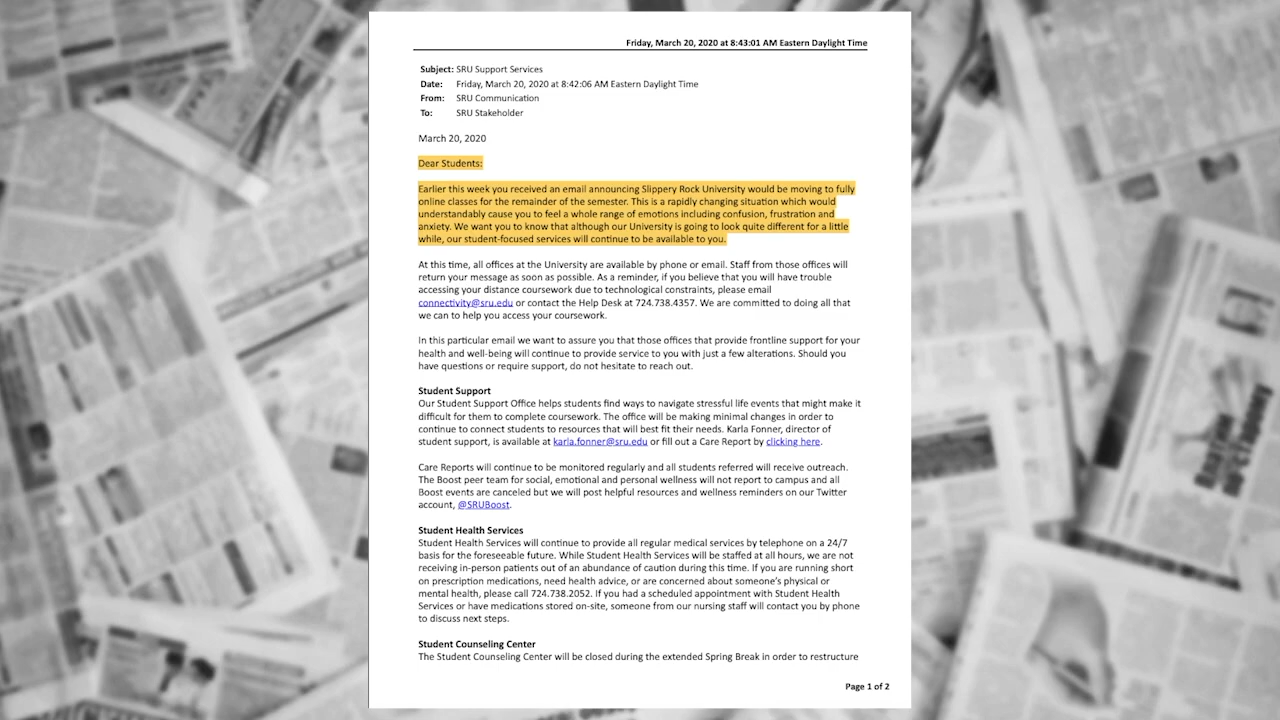 Friday, March 20, 2020 at 8:43:01 AM Eastern Daylight Time
Subject: SRU Support Services
Date: Friday, March 20, 2020 at 8:42:06 AM Eastern Daylight Time
From: SRU Communication
To: SRU Stakeholder
March 20, 2020
Dear Students:
Earlier this week you received an email announcing Slippery Rock University would be moving to fully
online classes for the remainder of the semester. This is a rapidly changing situation which would
understandably cause you to feel a whole range of emotions including confusion, frustration and
anxiety. We want you to know that although our University is going to look quite different for a little
while, our student-focused services will continue to be available to you.
At this time, all offices at the University are available by phone or email. Staff from those offices will
return your message as soon as possible. As a reminder, if you believe that you will have trouble
accessing your distance coursework due to technological constraints, please email
connectivity@sru.edu or contact the Help Desk at 724.738.4357. We are committed to doing all that
we can to help you access your coursework.
In this particular email we want to assure you that those offices that provide frontline support for your
health and well-being will continue to provide service to you with just a few alterations. Should you
have questions or require support, do not hesitate to reach out.
Student Support
Our Student Support Office helps students find ways to navigate stressful life events that might make it
difficult for them to complete coursework. The office will be making minimal changes in order to
continue to connect students to resources that will best fit their needs. Karla Fonner, director of
student support, is available at karla.fonner@sru.edu or fill out a Care Report by clicking here.
Care Reports will continue to be monitored regularly and all students referred will receive outreach.
The Boost peer team for social, emotional and personal wellness will not report to campus and all
Boost events are canceled but we will post helpful resources and wellness reminders on our Twitter
account, @SRUBoost.
Student Health Services
Student Health Services will continue to provide all regular medical services by telephone on a 24/7
basis for the foreseeable future. While Student Health Services will be staffed at all hours, we are not
receiving in-person patients out of an abundance of caution during this time. If you are running short
on prescription medications, need health advice, or are concerned about someone's physical or
mental health, please call 724.738.2052. If you had a scheduled appointment with Student Health
Services or have medications stored on-site, someone from our nursing staff will contact you by phone
to discuss next steps.
Student Counseling Center
The Student Counseling Center will be closed during the extended Spring Break in order to restructure
Page 1 of 2